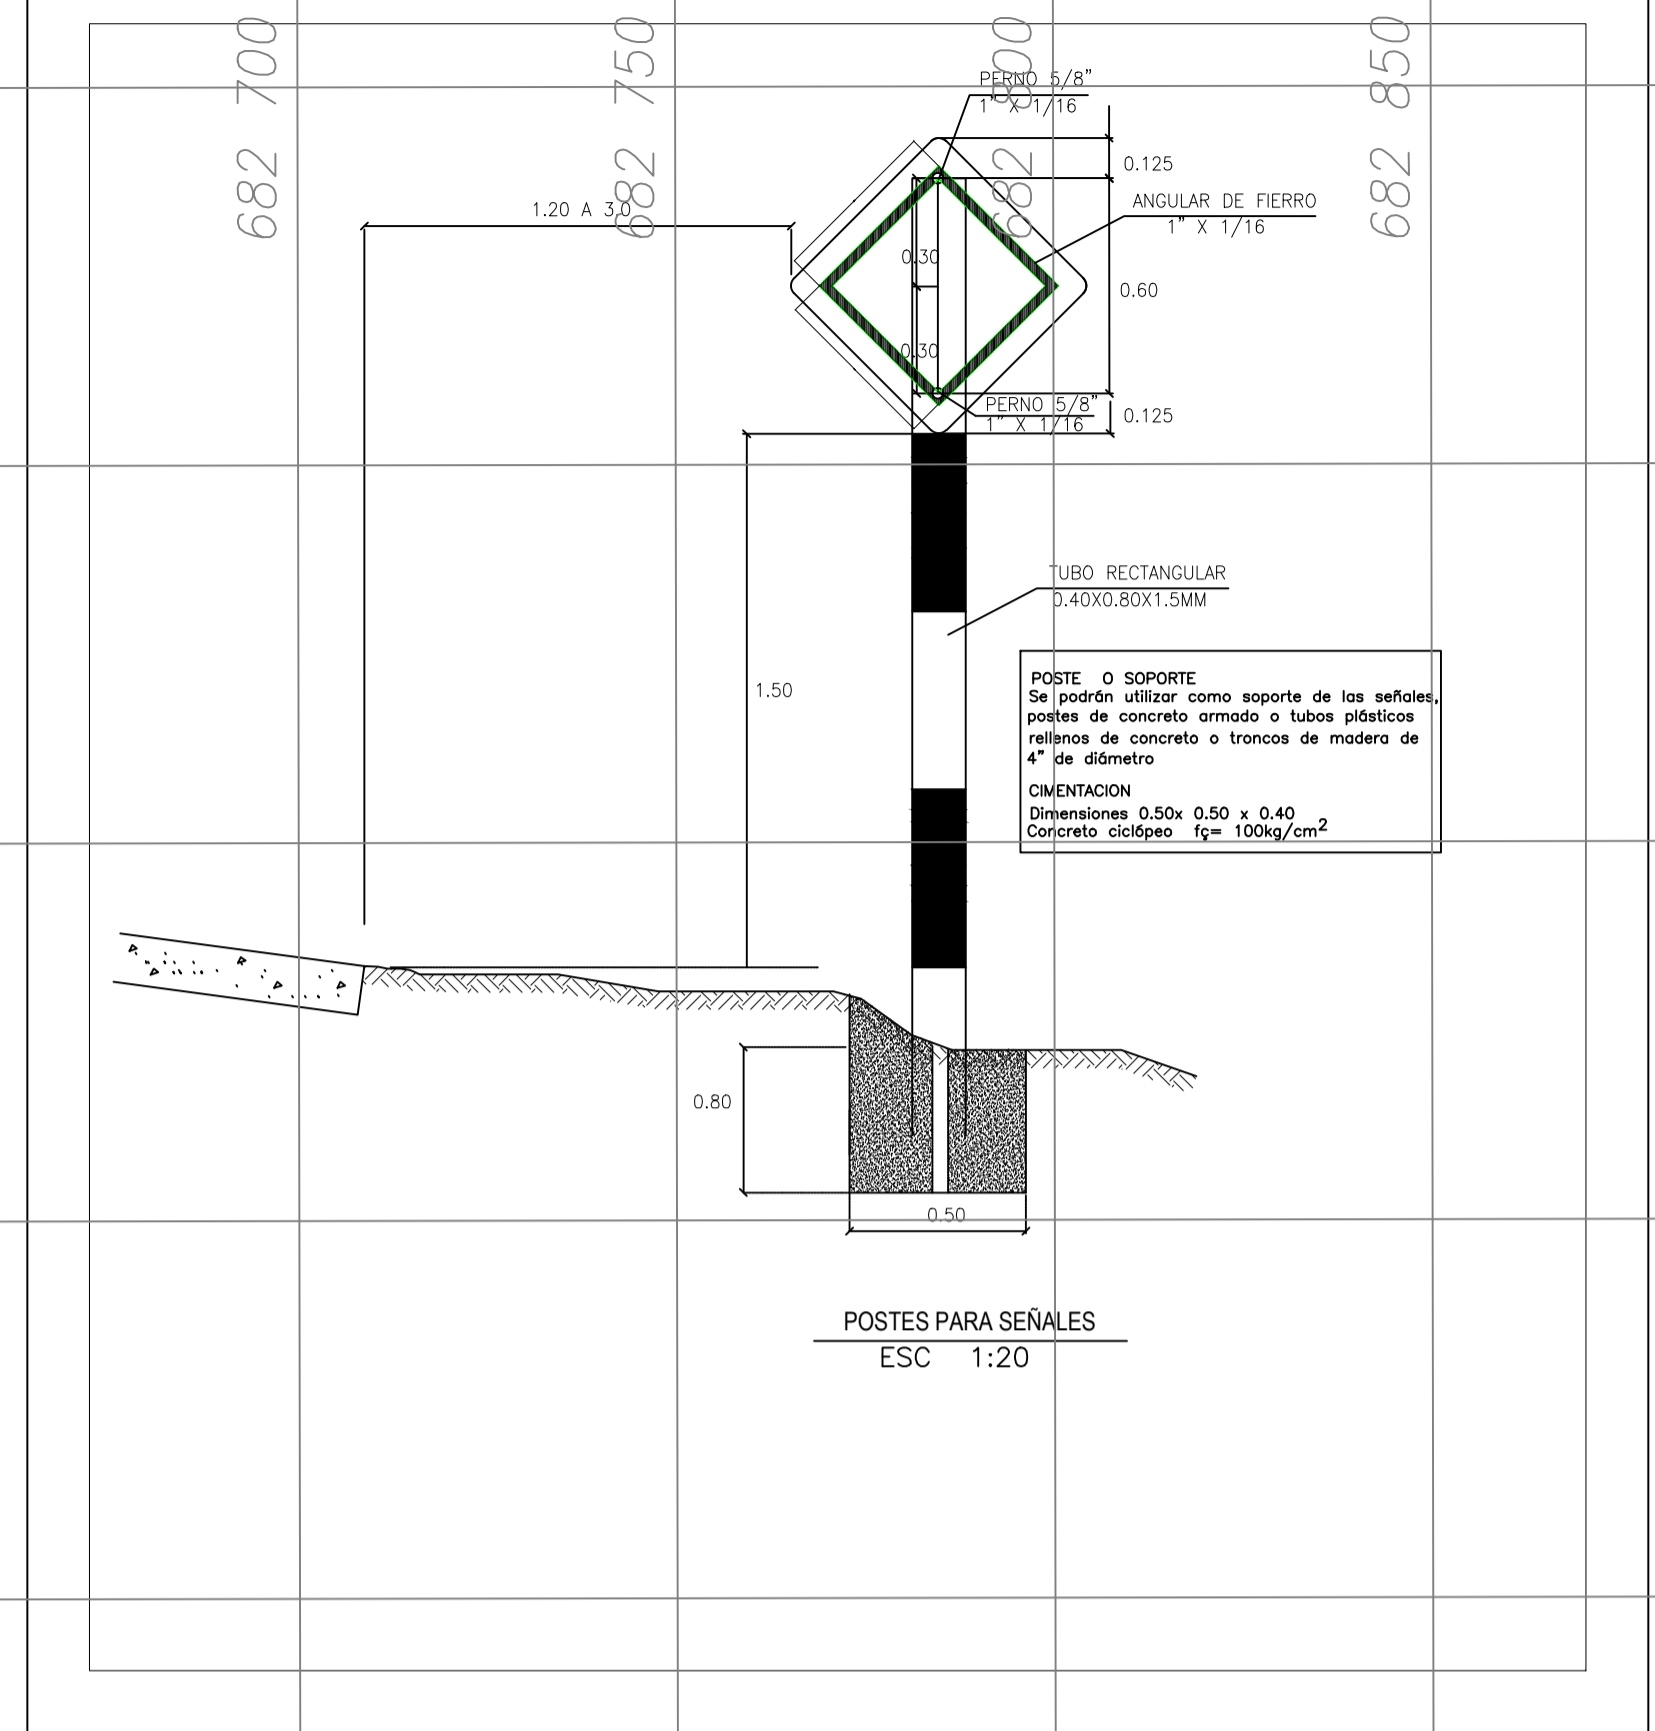 682 700
682 750
682 800
682 850
PERNO 5/8"
1" X 1/16
0.125
ANGULAR DE FIERRO
1" X 1/16
1.20 A 3.0
0.30
0.60
0.30
PERNO 5/8"
1" X 1/16
0.125
TUBO RECTANGULAR
0.40X0.80X1.5MM
1.50
POSTE O SOPORTE
Se podrán utilizar como soporte de las señales,
postes de concreto armado o tubos plásticos
rellenos de concreto o troncos de madera de
4" de diámetro
CIMENTACION
Dimensiones 0.50x 0.50 x 0.40
Concreto ciclópeo fç= 100kg/cm²
0.80
0.50
POSTES PARA SEÑALES
ESC 1:20